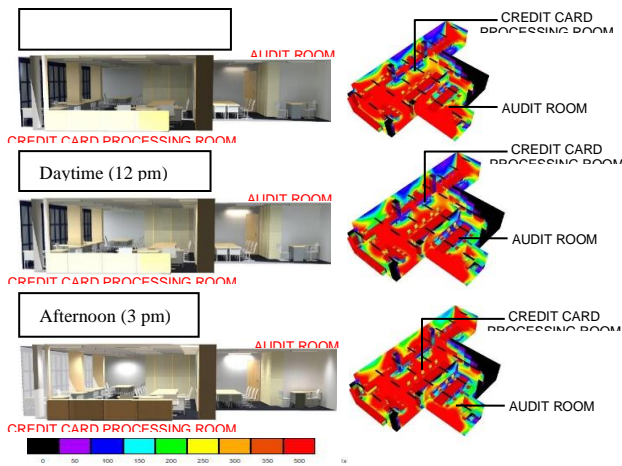 CREDIT CARD
PROCESSING ROOM
AUDIT ROOM
AUDIT ROOM
CREDIT CARD PROCESSING ROOM
CREDIT CARD
PROCESSING ROOM
Daytime (12 pm)
AUDIT ROOM
AUDIT ROOM
CREDIT CARD PROCESSING ROOM
Afternoon (3 pm)
CREDIT CARD
PROCESSING ROOM
AUDIT ROOM
AUDIT ROOM
CREDIT CARD PROCESSING ROOM
0 50 100 150 200 250 300 350 500 lx